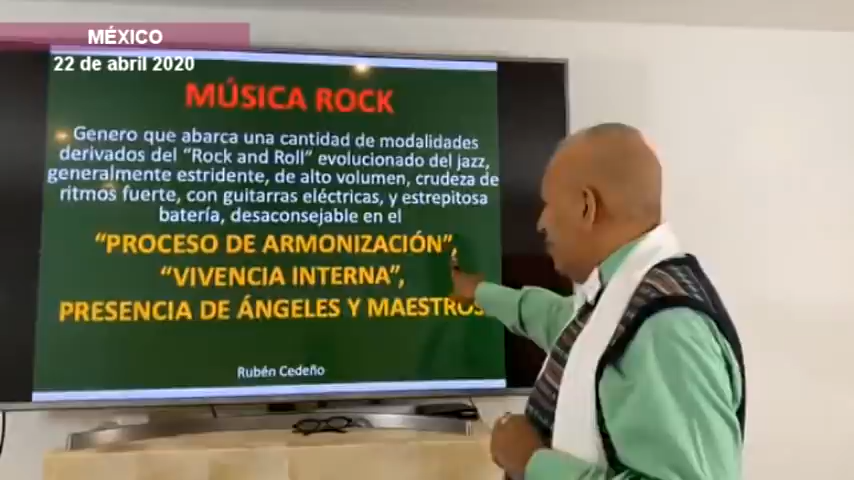 MÉXICO
22 de abril 2020
MÚSICA ROCK
Genero que abarca una cantidad de modalidades
derivados del “Rock and Roll” evolucionado del jazz,
generalmente estridente, de alto volumen, crudeza de
ritmos fuerte, con guitarras eléctricas, y estrepitosa
batería, desaconsejable en el
“PROCESO DE ARMONIZACIÓN”,
“VIVENCIA INTERNA”,
PRESENCIA DE ÁNGELES Y MAESTROS.
Rubén Cedeño